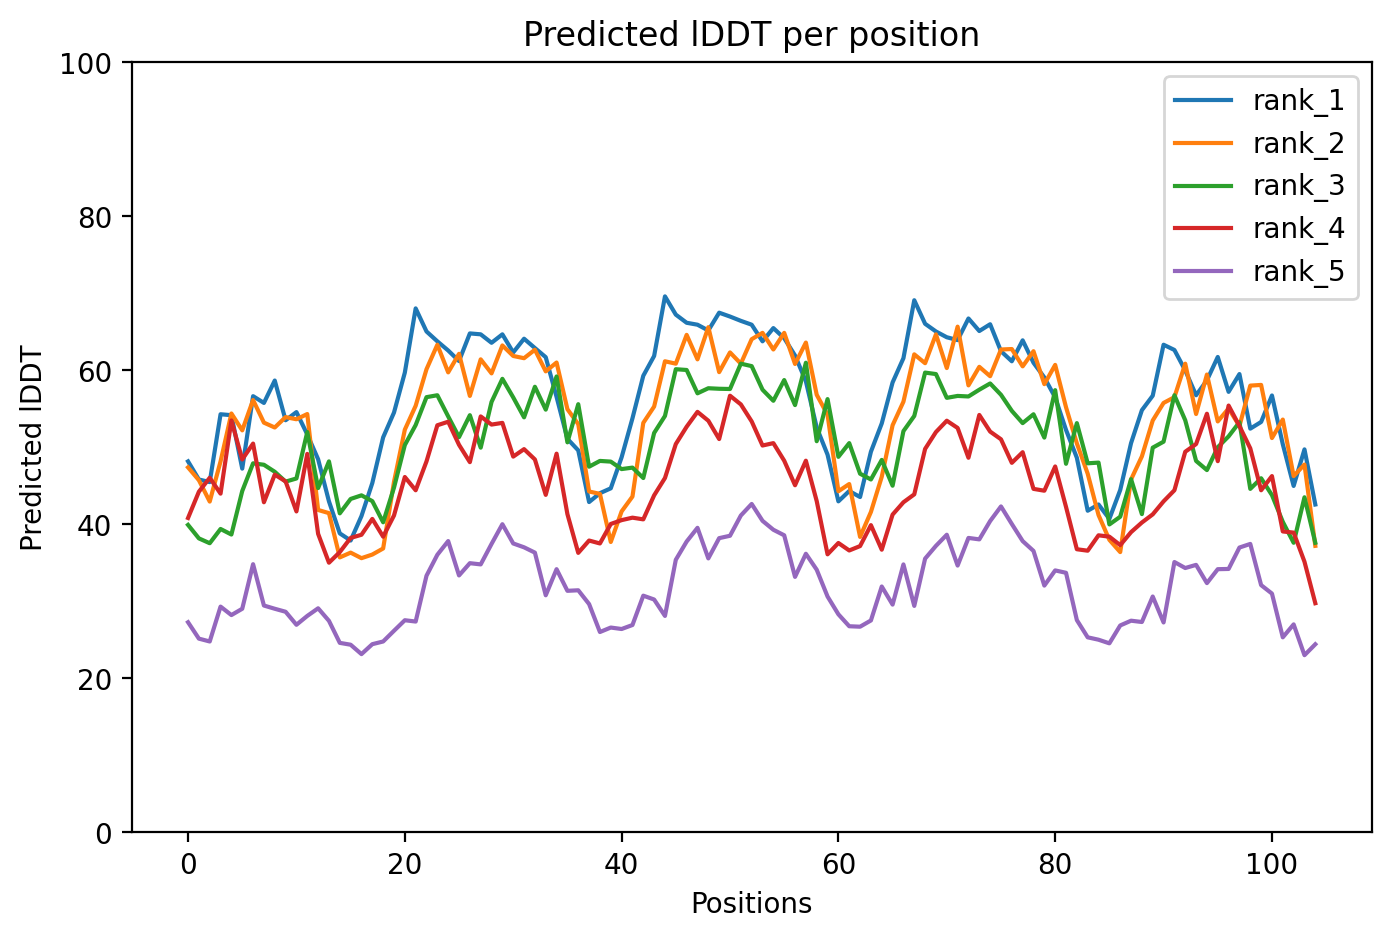 Predicted lDDT per position
100
80
60
40
20
0
Predicted lDDT
0 20 40 60 80 100
Positions
rank_1
rank_2
rank_3
rank_4
rank_5